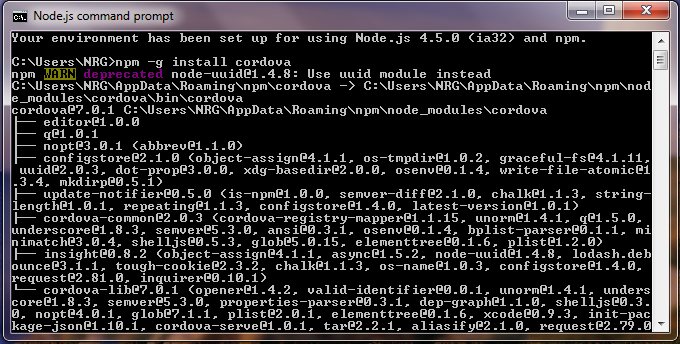 Node.js command prompt
Your environment has been set up for using Node.js 4.5.0 (ia32) and npm.
C:\Users\NRG>npm -g install cordova
npm WARN deprecated node-uuid@1.4.8: Use uuid module instead
C:\Users\NRG\AppData\Roaming\npm\cordova -> C:\Users\NRG\AppData\Roaming\npm\nod
e_modules\cordova\bin\cordova
cordova@7.0.1 C:\Users\NRG\AppData\Roaming\npm\node_modules\cordova
├── editor@1.0.0
├── q@1.0.1
├── nopt@3.0.1 (abbrev@1.1.0)
├── configstore@2.1.0 (object-assign@4.1.1, os-tmpdir@1.0.2, graceful-fs@4.1.11,
 uuid@2.0.3, dot-prop@3.0.0, xdg-basedir@2.0.0, osenv@0.1.4, write-file-atomic@1
.3.4, mkdirp@0.5.1)
├── update-notifier@0.5.0 (is-npm@1.0.0, semver-diff@2.1.0, chalk@1.1.3, string-
length@1.0.1, repeating@1.1.3, configstore@1.4.0, latest-version@1.0.1)
├── cordova-common@2.0.3 (cordova-registry-mapper@1.1.15, unorm@1.4.1, q@1.5.0,
underscore@1.8.3, semver@5.3.0, ansi@0.3.1, osenv@0.1.4, bplist-parser@0.1.1, mi
nimatch@3.0.4, shelljs@0.5.3, glob@5.0.15, elementtree@0.1.6, plist@1.2.0)
├── insight@0.8.2 (object-assign@4.1.1, async@1.5.2, node-uuid@1.4.8, lodash.deb
ounce@3.1.1, tough-cookie@2.3.2, chalk@1.1.3, os-name@1.0.3, configstore@1.4.0,
request@2.81.0, inquirer@0.10.1)
└── cordova-lib@7.0.1 (opener@1.4.2, valid-identifier@0.0.1, unorm@1.4.1, unders
core@1.8.3, semver@5.3.0, properties-parser@0.3.1, dep-graph@1.1.0, shelljs@0.3.
0, nopt@4.0.1, glob@7.1.1, plist@2.0.1, elementtree@0.1.6, xcode@0.9.3, init-pac
kage-json@1.10.1, cordova-serve@1.0.1, tar@2.2.1, aliasify@2.1.0, request@2.79.0